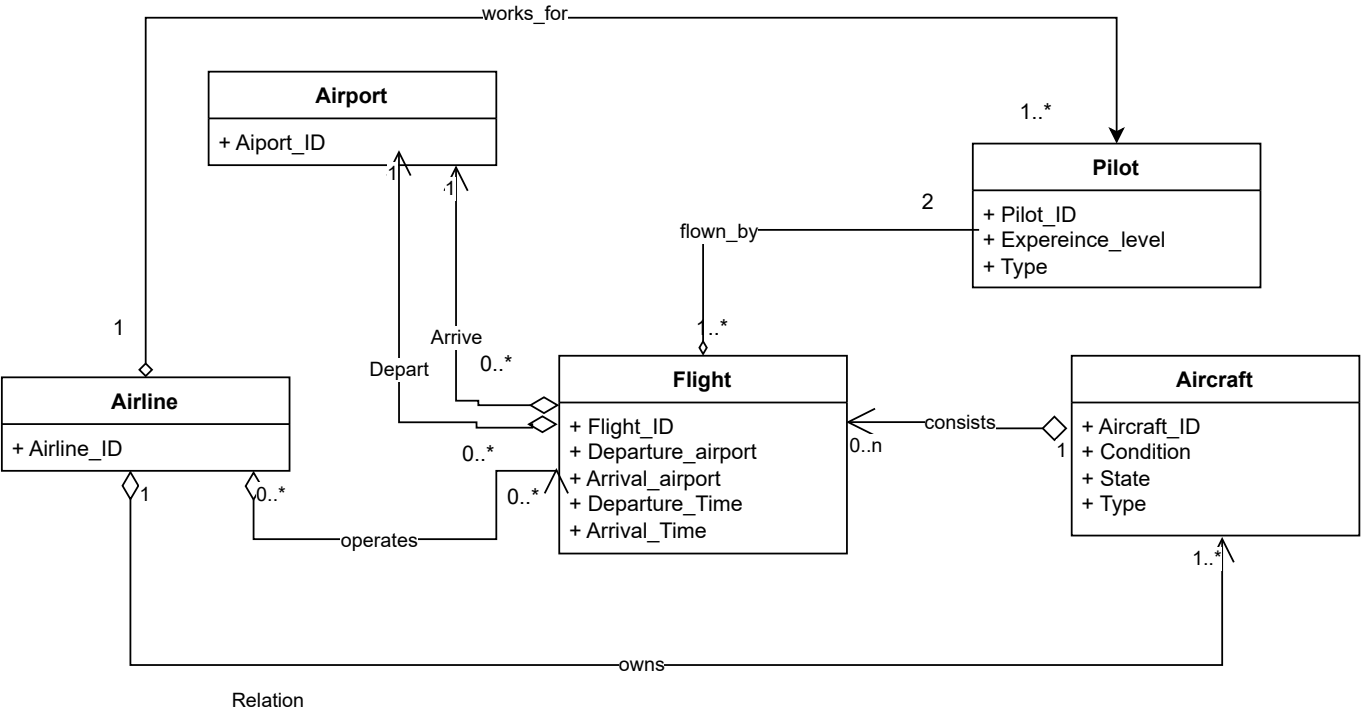 works_for
Airport
+ Aiport_ID
1
1
1..*
Pilot
+ Pilot_ID
+ Expereince_level
+ Type
2
flown_by
1..*
1
Arrive
Depart
0..*
0..*
Airline
+ Airline_ID
1
0..*
operates
0..*
Flight
+ Flight_ID
+ Departure_airport
+ Arrival_airport
+ Departure_Time
+ Arrival_Time
0..n
consists
1
Aircraft
+ Aircraft_ID
+ Condition
+ State
+ Type
1..*
owns
Relation